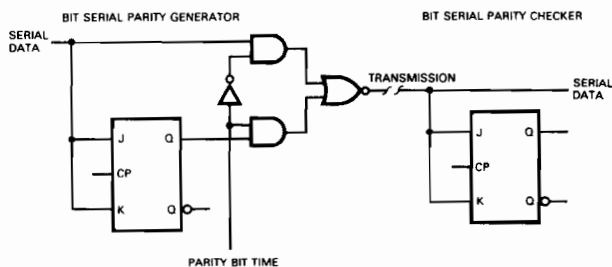 BIT SERIAL PARITY GENERATOR
BIT SERIAL PARITY CHECKER
SERIAL
DATA
TRANSMISSION
SERIAL
DATA
J
Q
CP
K
Q
J
Q
CP
K
Q
PARITY BIT TIME